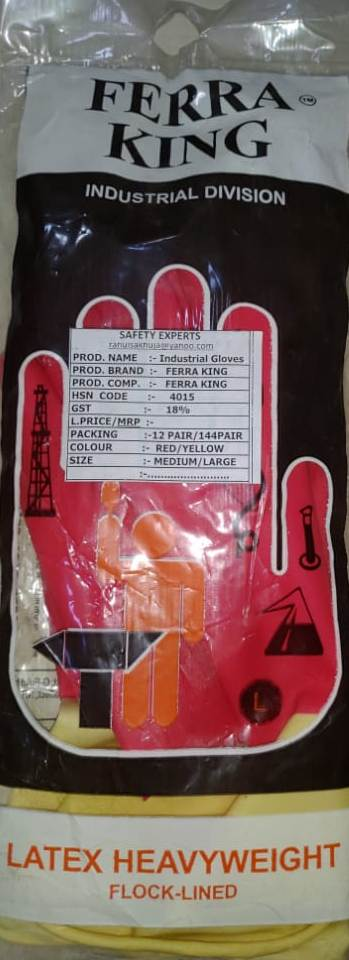 FERRA ™
KING
INDUSTRIAL DIVISION
SAFETY EXPERTS
rahulsakhuja@yahoo.com
PROD. NAME :- Industrial Gloves
PROD. BRAND :- FERRA KING
PROD. COMP. :- FERRA KING
HSN CODE :- 4015
GST :- 18%
L.PRICE/MRP :-
PACKING :-12 PAIR/144PAIR
COLOUR :- RED/YELLOW
SIZE :- MEDIUM/LARGE
:-........................
L
LATEX HEAVYWEIGHT
FLOCK-LINED